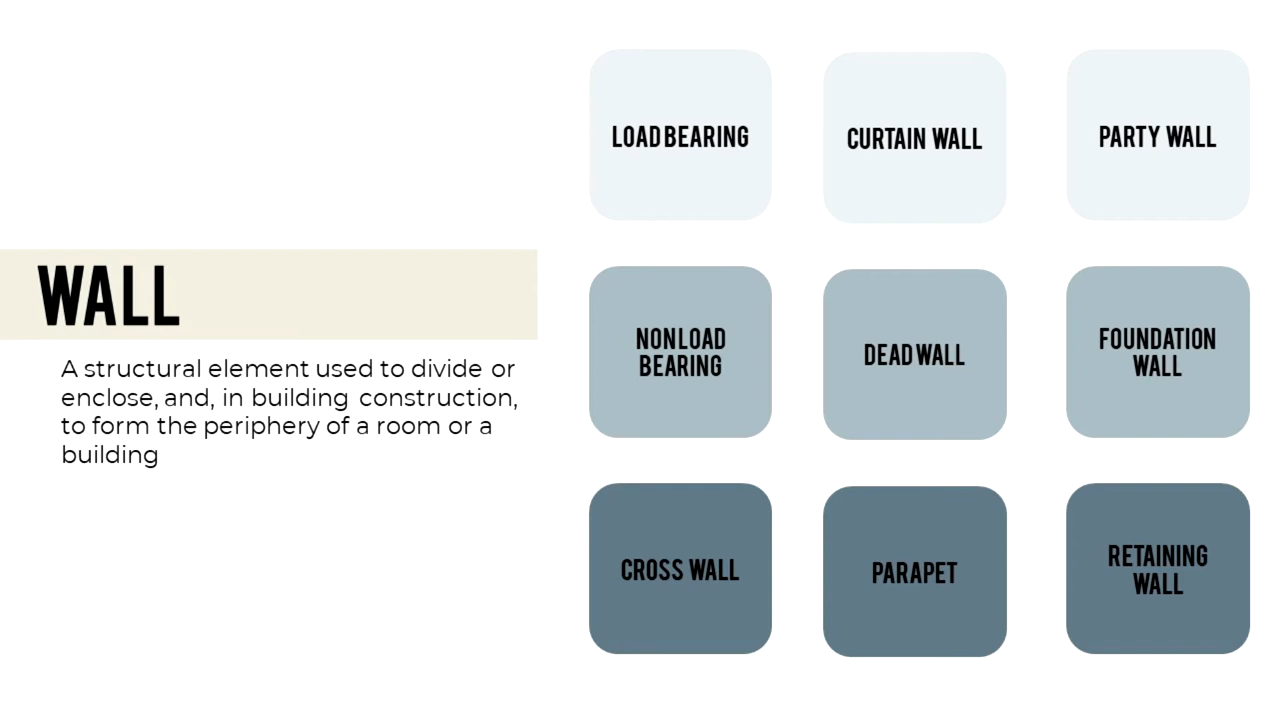 WALL
A structural element used to divide or
enclose, and, in building construction,
to form the periphery of a room or a
building
LOAD BEARING
CURTAIN WALL
PARTY WALL
NON LOAD
BEARING
DEAD WALL
FOUNDATION
WALL
CROSS WALL
PARAPET
RETAINING
WALL